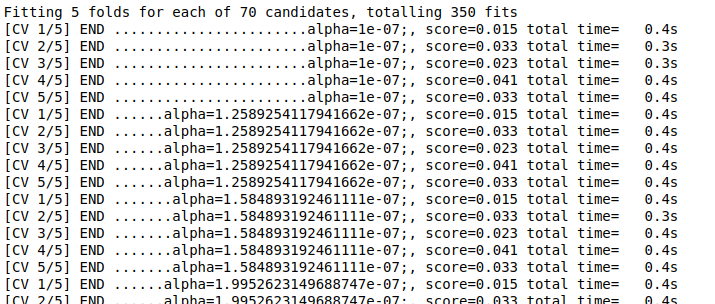 Fitting 5 folds for each of 70 candidates, totalling 350 fits
[CV 1/5] END .......................alpha=1e-07;, score=0.015 total time=   0.4s
[CV 2/5] END .......................alpha=1e-07;, score=0.033 total time=   0.3s
[CV 3/5] END .......................alpha=1e-07;, score=0.023 total time=   0.3s
[CV 4/5] END .......................alpha=1e-07;, score=0.041 total time=   0.4s
[CV 5/5] END .......................alpha=1e-07;, score=0.033 total time=   0.4s
[CV 1/5] END ......alpha=1.2589254117941662e-07;, score=0.015 total time=   0.4s
[CV 2/5] END ......alpha=1.2589254117941662e-07;, score=0.033 total time=   0.4s
[CV 3/5] END ......alpha=1.2589254117941662e-07;, score=0.023 total time=   0.4s
[CV 4/5] END ......alpha=1.2589254117941662e-07;, score=0.041 total time=   0.4s
[CV 5/5] END ......alpha=1.2589254117941662e-07;, score=0.033 total time=   0.4s
[CV 1/5] END .......alpha=1.584893192461111e-07;, score=0.015 total time=   0.4s
[CV 2/5] END .......alpha=1.584893192461111e-07;, score=0.033 total time=   0.3s
[CV 3/5] END .......alpha=1.584893192461111e-07;, score=0.023 total time=   0.4s
[CV 4/5] END .......alpha=1.584893192461111e-07;, score=0.041 total time=   0.4s
[CV 5/5] END .......alpha=1.584893192461111e-07;, score=0.033 total time=   0.4s
[CV 1/5] END ......alpha=1.9952623149688747e-07;, score=0.015 total time=   0.4s
[CV 2/5] END ......alpha=1.9952623149688747e-07;, score=0.033 total time=   0.4s